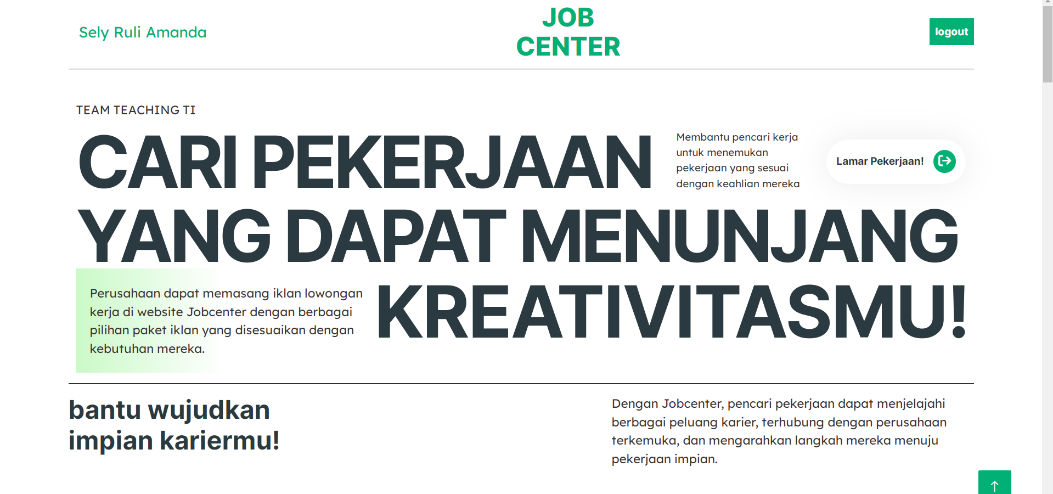 Sely Ruli Amanda
JOB
CENTER
logout
TEAM TEACHING TI
CARI PEKERJAAN
Membantu pencari kerja
untuk menemukan
pekerjaan yang sesuai
dengan keahlian mereka
Lamar Pekerjaan!
YANG DAPAT MENUNJANG
Perusahaan dapat memasang iklan lowongan
kerja di website Jobcenter dengan berbagai
pilihan paket iklan yang disesuaikan dengan
kebutuhan mereka.
KREATIVITASMU!
bantu wujudkan
impian kariermu!
Dengan Jobcenter, pencari pekerjaan dapat menjelajahi
berbagai peluang karier, terhubung dengan perusahaan
terkemuka, dan mengarahkan langkah mereka menuju
pekerjaan impian.